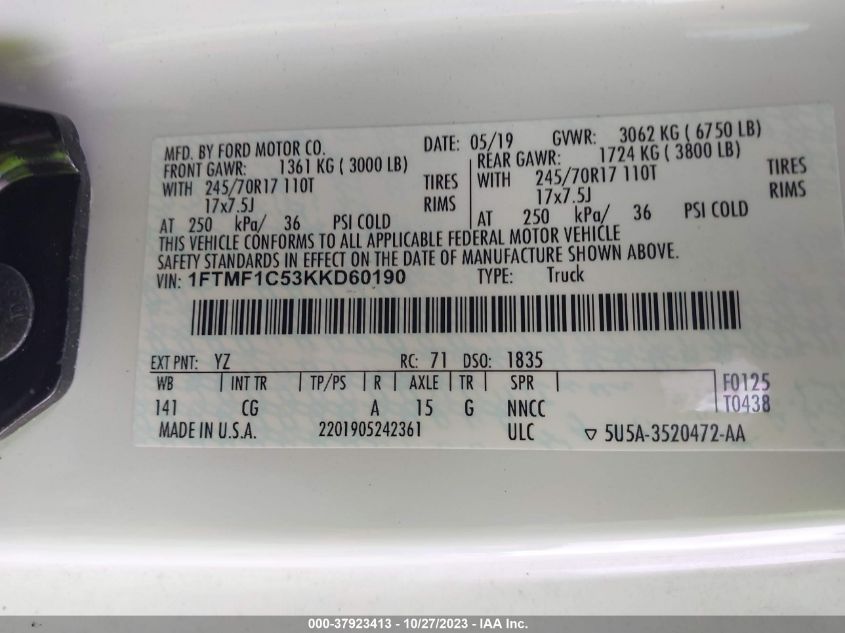 MFD. BY FORD MOTOR CO. DATE: 05/19 GVWR: 3062 KG ( 6750 LB)
FRONT GAWR: 1361 KG ( 3000 LB) REAR GAWR: 1724 KG ( 3800 LB)
WITH 245/70R17 110T TIRES WITH 245/70R17 110T TIRES
17x7.5J RIMS 17x7.5J RIMS
AT 250 kPa/ 36 PSI COLD AT 250 kPa/ 36 PSI COLD
THIS VEHICLE CONFORMS TO ALL APPLICABLE FEDERAL MOTOR VEHICLE
SAFETY STANDARDS IN EFFECT ON THE DATE OF MANUFACTURE SHOWN ABOVE.
VIN: 1FTMF1C53KKD60190 TYPE: Truck
EXT PNT: YZ RC: 71 DSO: 1835
WB INT TR TP/PS R AXLE TR SPR F0125
141 CG A 15 G NNCC T0438
MADE IN U.S.A. 2201905242361 ULC ▽ 5U5A-3520472-AA
000-37923413 - 10/27/2023 - IAA Inc.